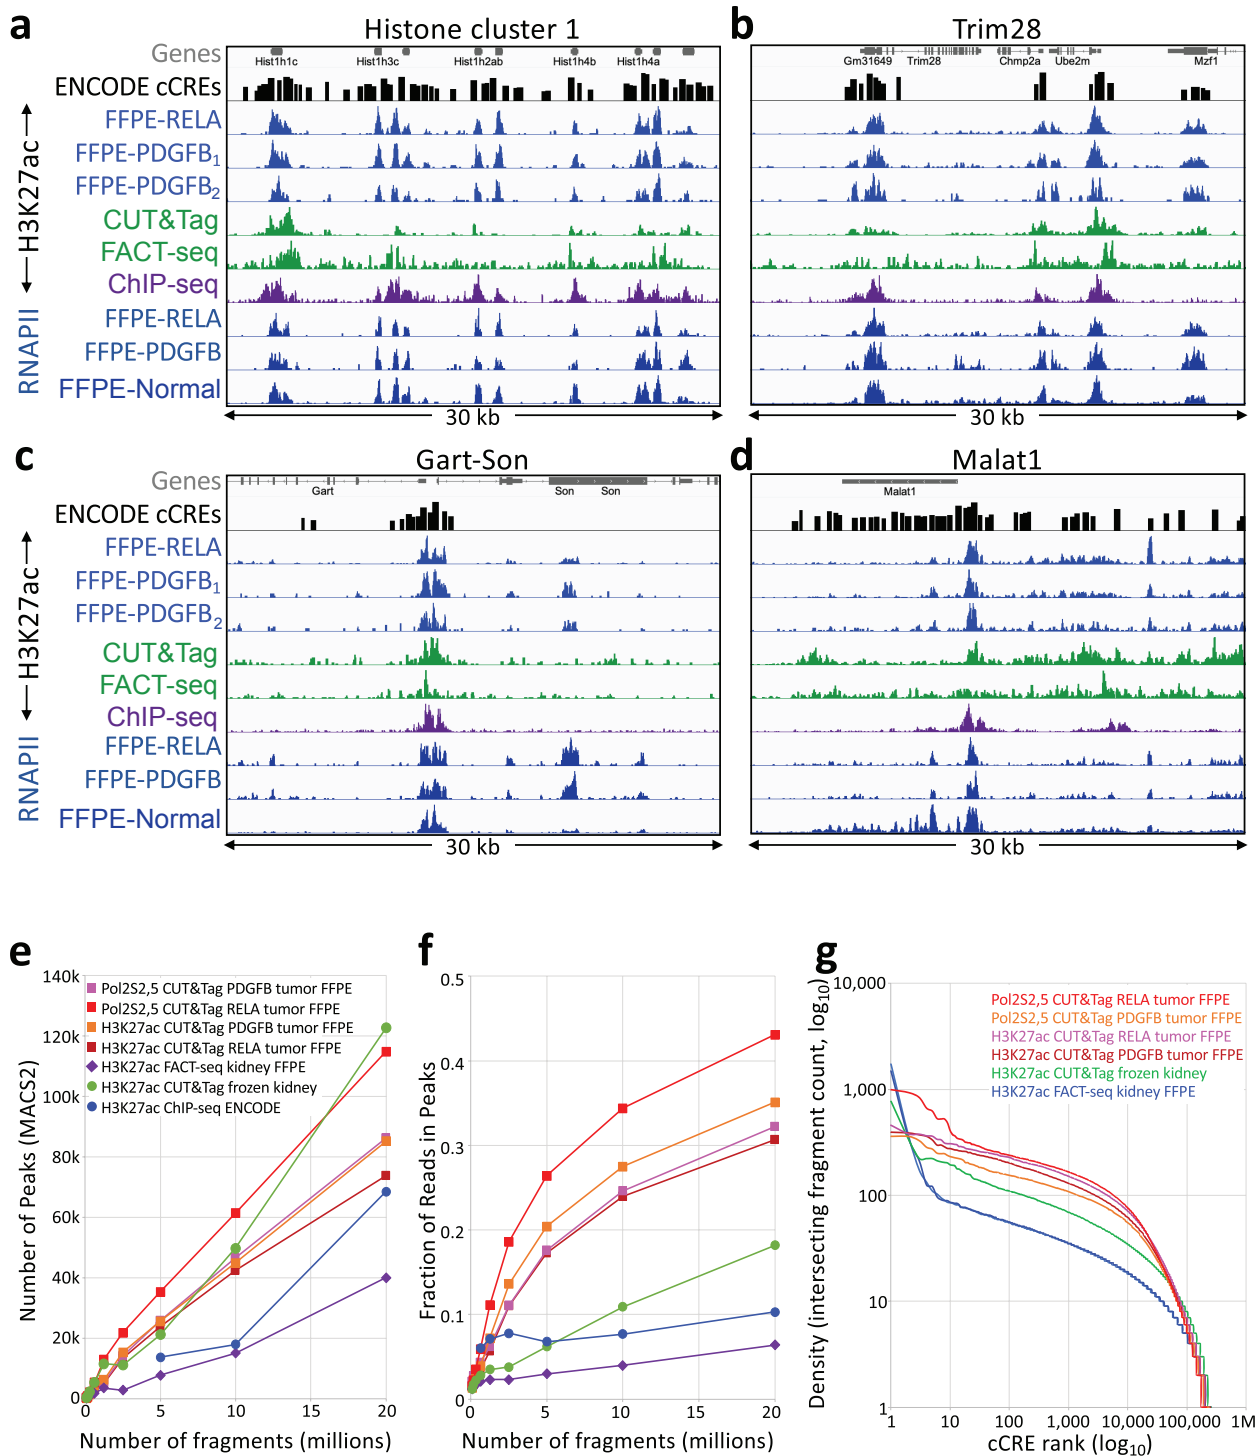 a
Histone cluster 1
Genes
Hist1h1c Hist1h3c Hist1h2ab Hist1h4b Hist1h4a
ENCODE cCREs
H3K27ac
FFPE-RELA
FFPE-PDGFB1
FFPE-PDGFB2
CUT&Tag
FACT-seq
ChIP-seq
RNAPII
FFPE-RELA
FFPE-PDGFB
FFPE-Normal
30 kb
b
Trim28
Gm31649 Trim28 Chmp2a Ube2m Mzf1
30 kb
c
Gart-Son
Genes
Gart Son Son
ENCODE cCREs
H3K27ac
FFPE-RELA
FFPE-PDGFB1
FFPE-PDGFB2
CUT&Tag
FACT-seq
ChIP-seq
RNAPII
FFPE-RELA
FFPE-PDGFB
FFPE-Normal
30 kb
d
Malat1
Malat1
30 kb
e
Number of Peaks (MACS2)
140k
120k
100k
80k
60k
40k
20k
0k
Pol2S2,5 CUT&Tag PDGFB tumor FFPE
Pol2S2,5 CUT&Tag RELA tumor FFPE
H3K27ac CUT&Tag PDGFB tumor FFPE
H3K27ac CUT&Tag RELA tumor FFPE
H3K27ac FACT-seq kidney FFPE
H3K27ac CUT&Tag frozen kidney
H3K27ac ChIP-seq ENCODE
0 5 10 15 20
Number of fragments (millions)
f
Fraction of Reads in Peaks
0.5
0.4
0.3
0.2
0.1
0
0 5 10 15 20
Number of fragments (millions)
g
Density (intersecting fragment count, log10)
10,000
1,000
100
10
1
Pol2S2,5 CUT&Tag RELA tumor FFPE
Pol2S2,5 CUT&Tag PDGFB tumor FFPE
H3K27ac CUT&Tag RELA tumor FFPE
H3K27ac CUT&Tag PDGFB tumor FFPE
H3K27ac CUT&Tag frozen kidney
H3K27ac FACT-seq kidney FFPE
1 10 100 1,000 10,000 100,000 1M
cCRE rank (log10)